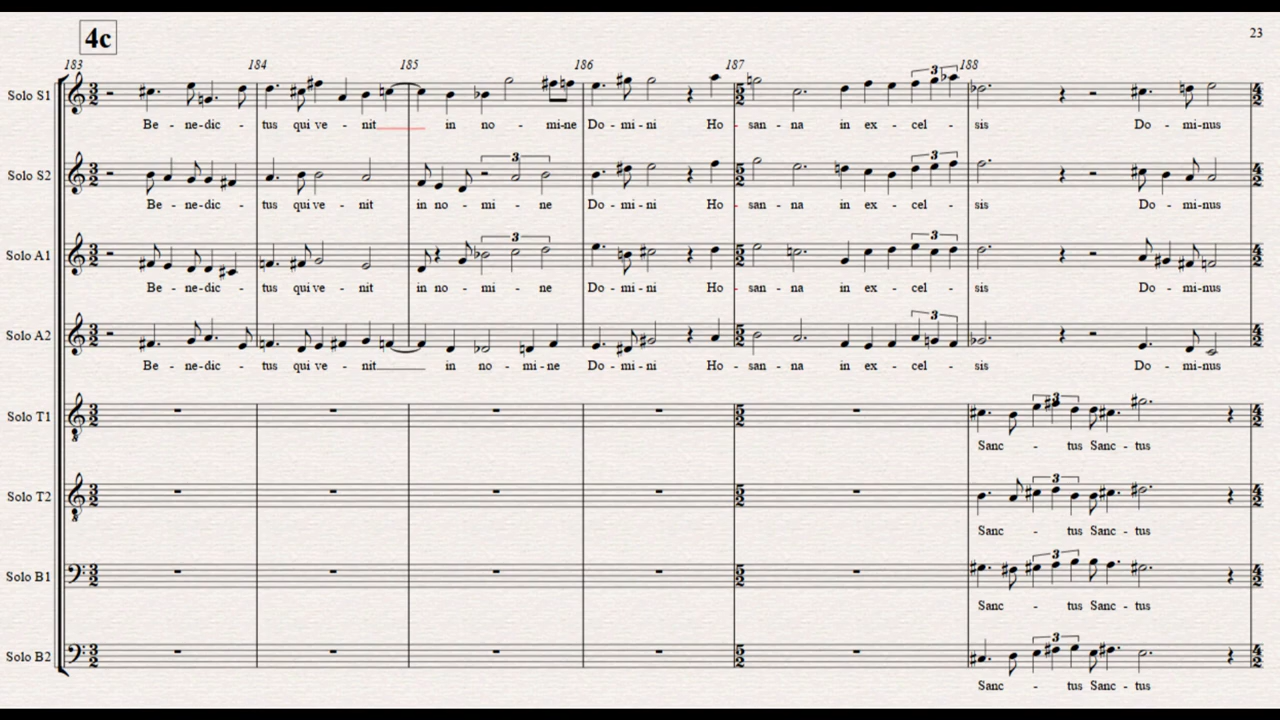 4c
23
183 184 185 186 187 188
Solo S1
Be - ne-dic - tus qui ve - nit in no - mi-ne Do - mi - ni Ho - san - na in ex - cel - sis Do - mi-nus
Solo S2
Be - ne-dic - tus qui ve - nit in no - mi - ne Do - mi - ni Ho - san - na in ex - cel - sis Do - mi-nus
Solo A1
Be - ne-dic - tus qui ve - nit in no - mi - ne Do - mi - ni Ho - san - na in ex - cel - sis Do - mi-nus
Solo A2
Be - ne-dic - tus qui ve - nit in no - mi - ne Do - mi - ni Ho - san - na in ex - cel - sis Do - mi-nus
Solo T1
Sanc - tus Sanc - tus
Solo T2
Sanc - tus Sanc - tus
Solo B1
Sanc - tus Sanc - tus
Solo B2
Sanc - tus Sanc - tus